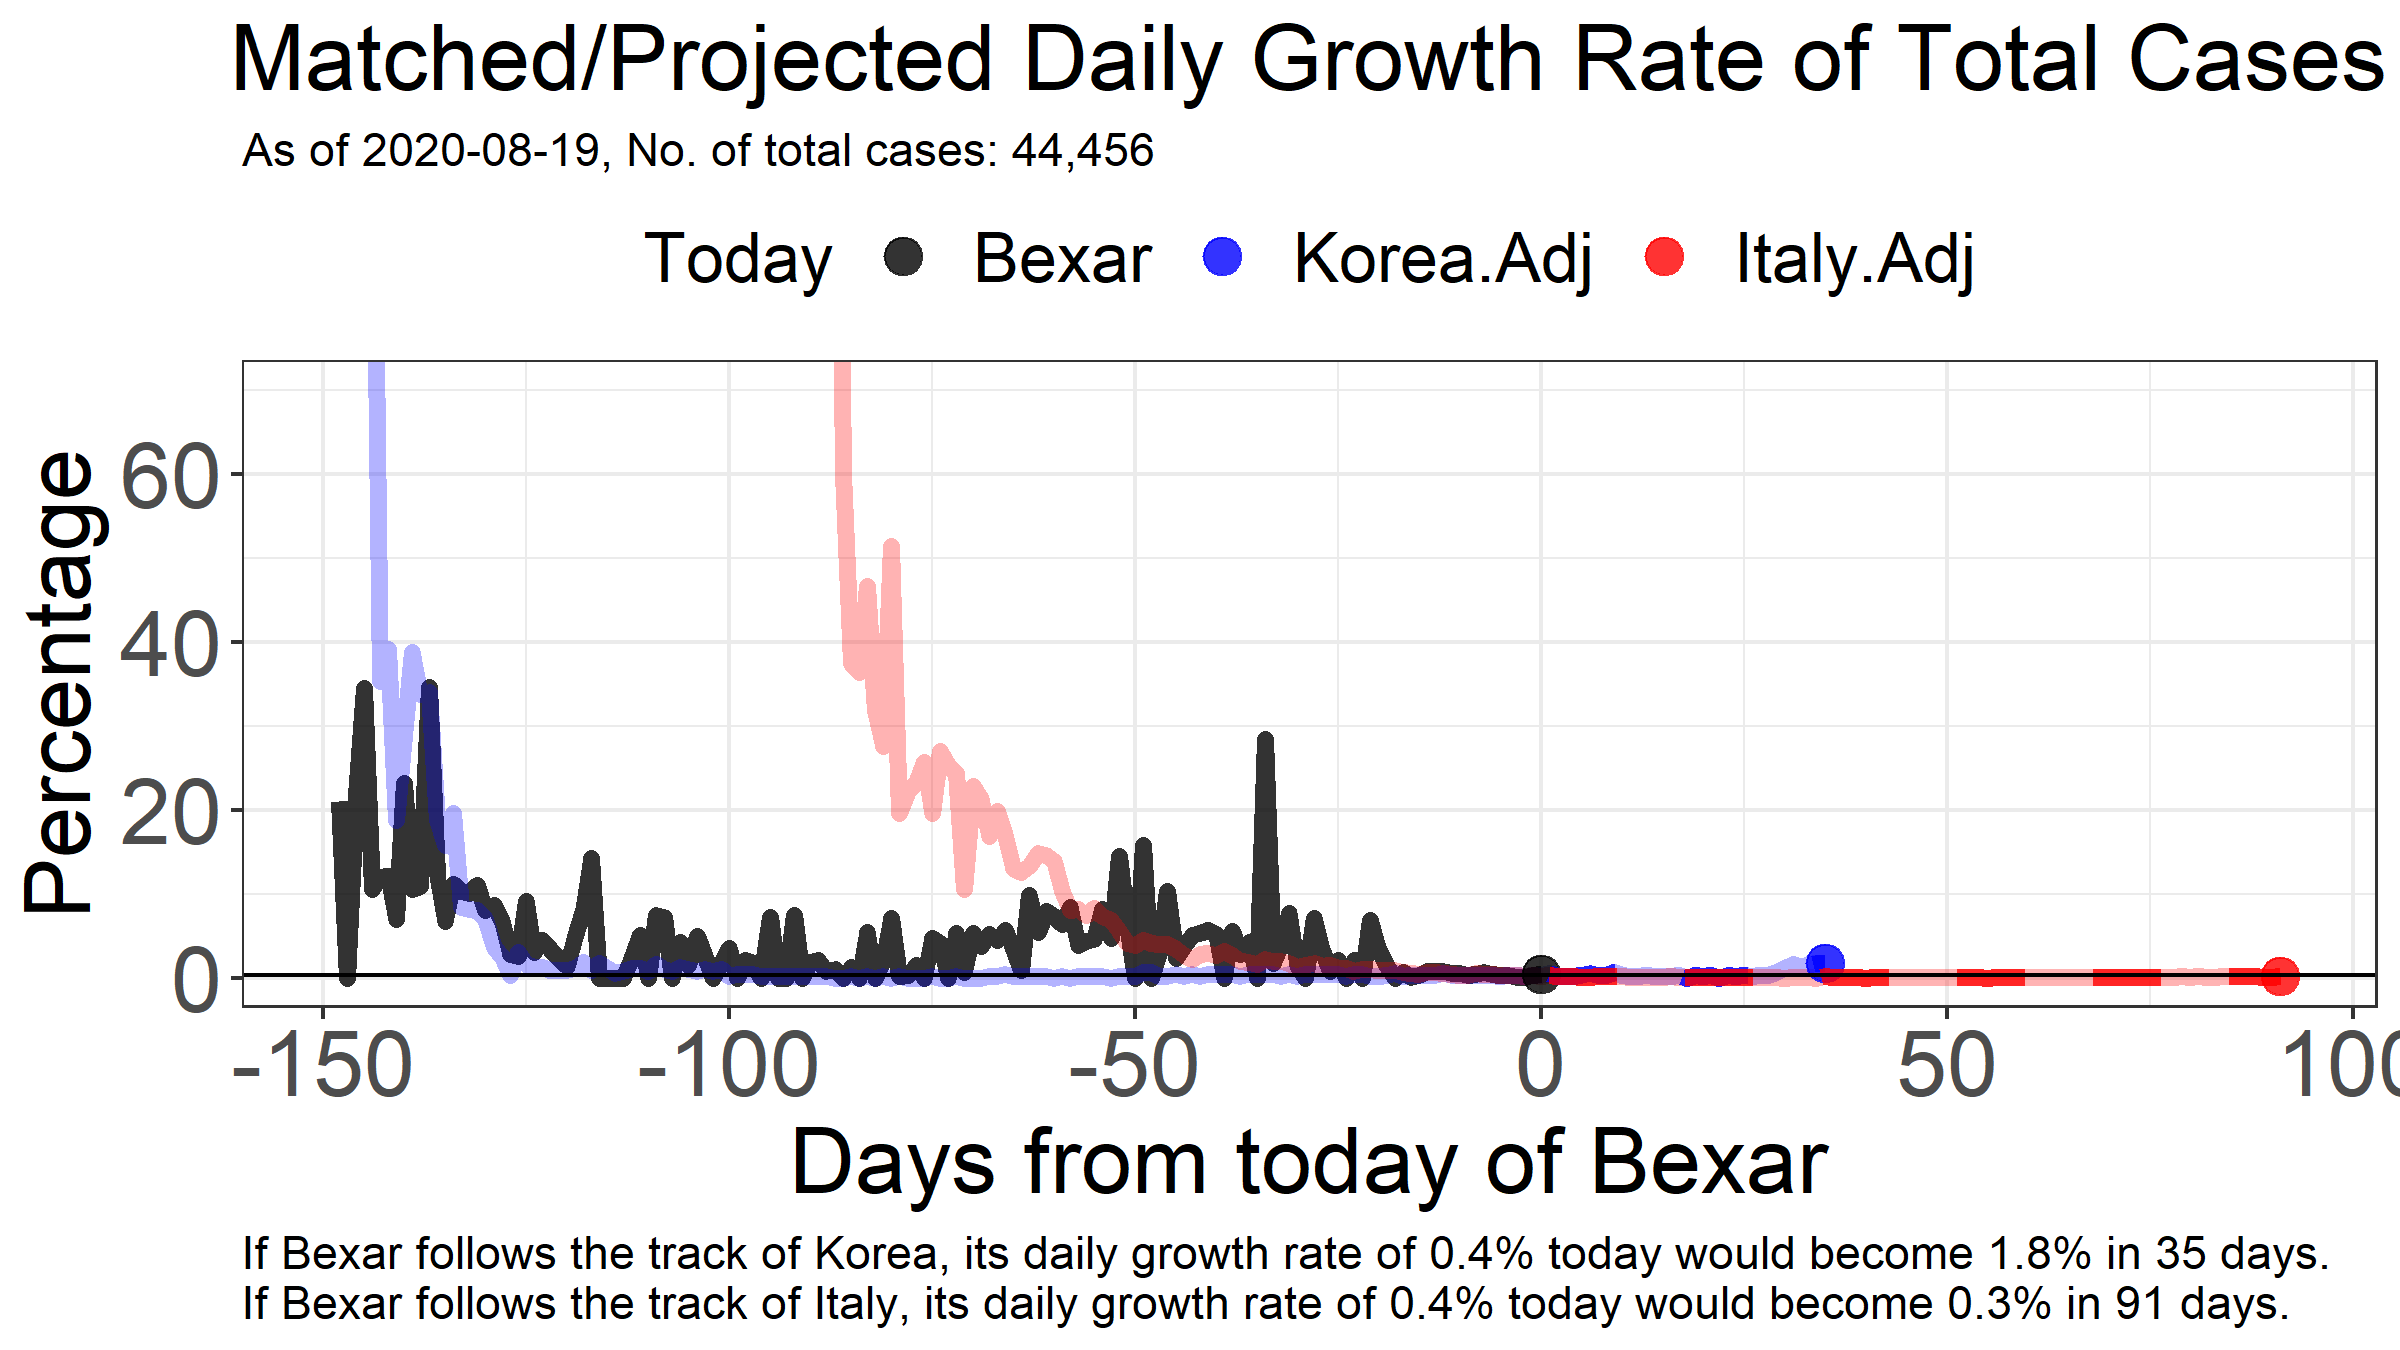 Matched/Projected Daily Growth Rate of Total Cases
As of 2020-08-19, No. of total cases: 44,456
Today Bexar Korea.Adj Italy.Adj
Percentage
60
40
20
0
-150 -100 -50 0 50 100
Days from today of Bexar
If Bexar follows the track of Korea, its daily growth rate of 0.4% today would become 1.8% in 35 days.
If Bexar follows the track of Italy, its daily growth rate of 0.4% today would become 0.3% in 91 days.